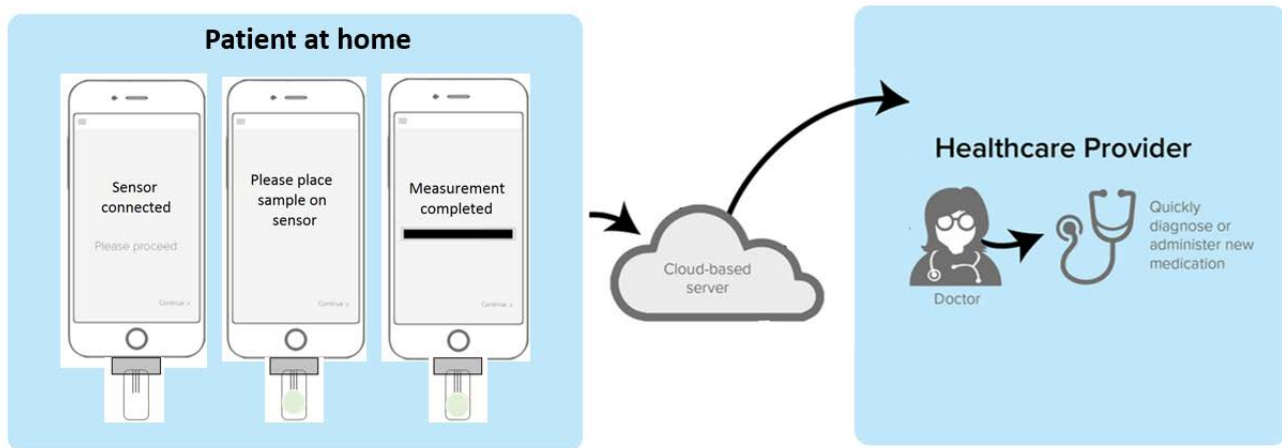 Patient at home
Sensor
connected
Please proceed
Continue >
Please place
sample on
sensor
Continue >
Measurement
completed
Continue >
Cloud-based
server
Healthcare Provider
Doctor
Quickly
diagnose or
administer new
medication